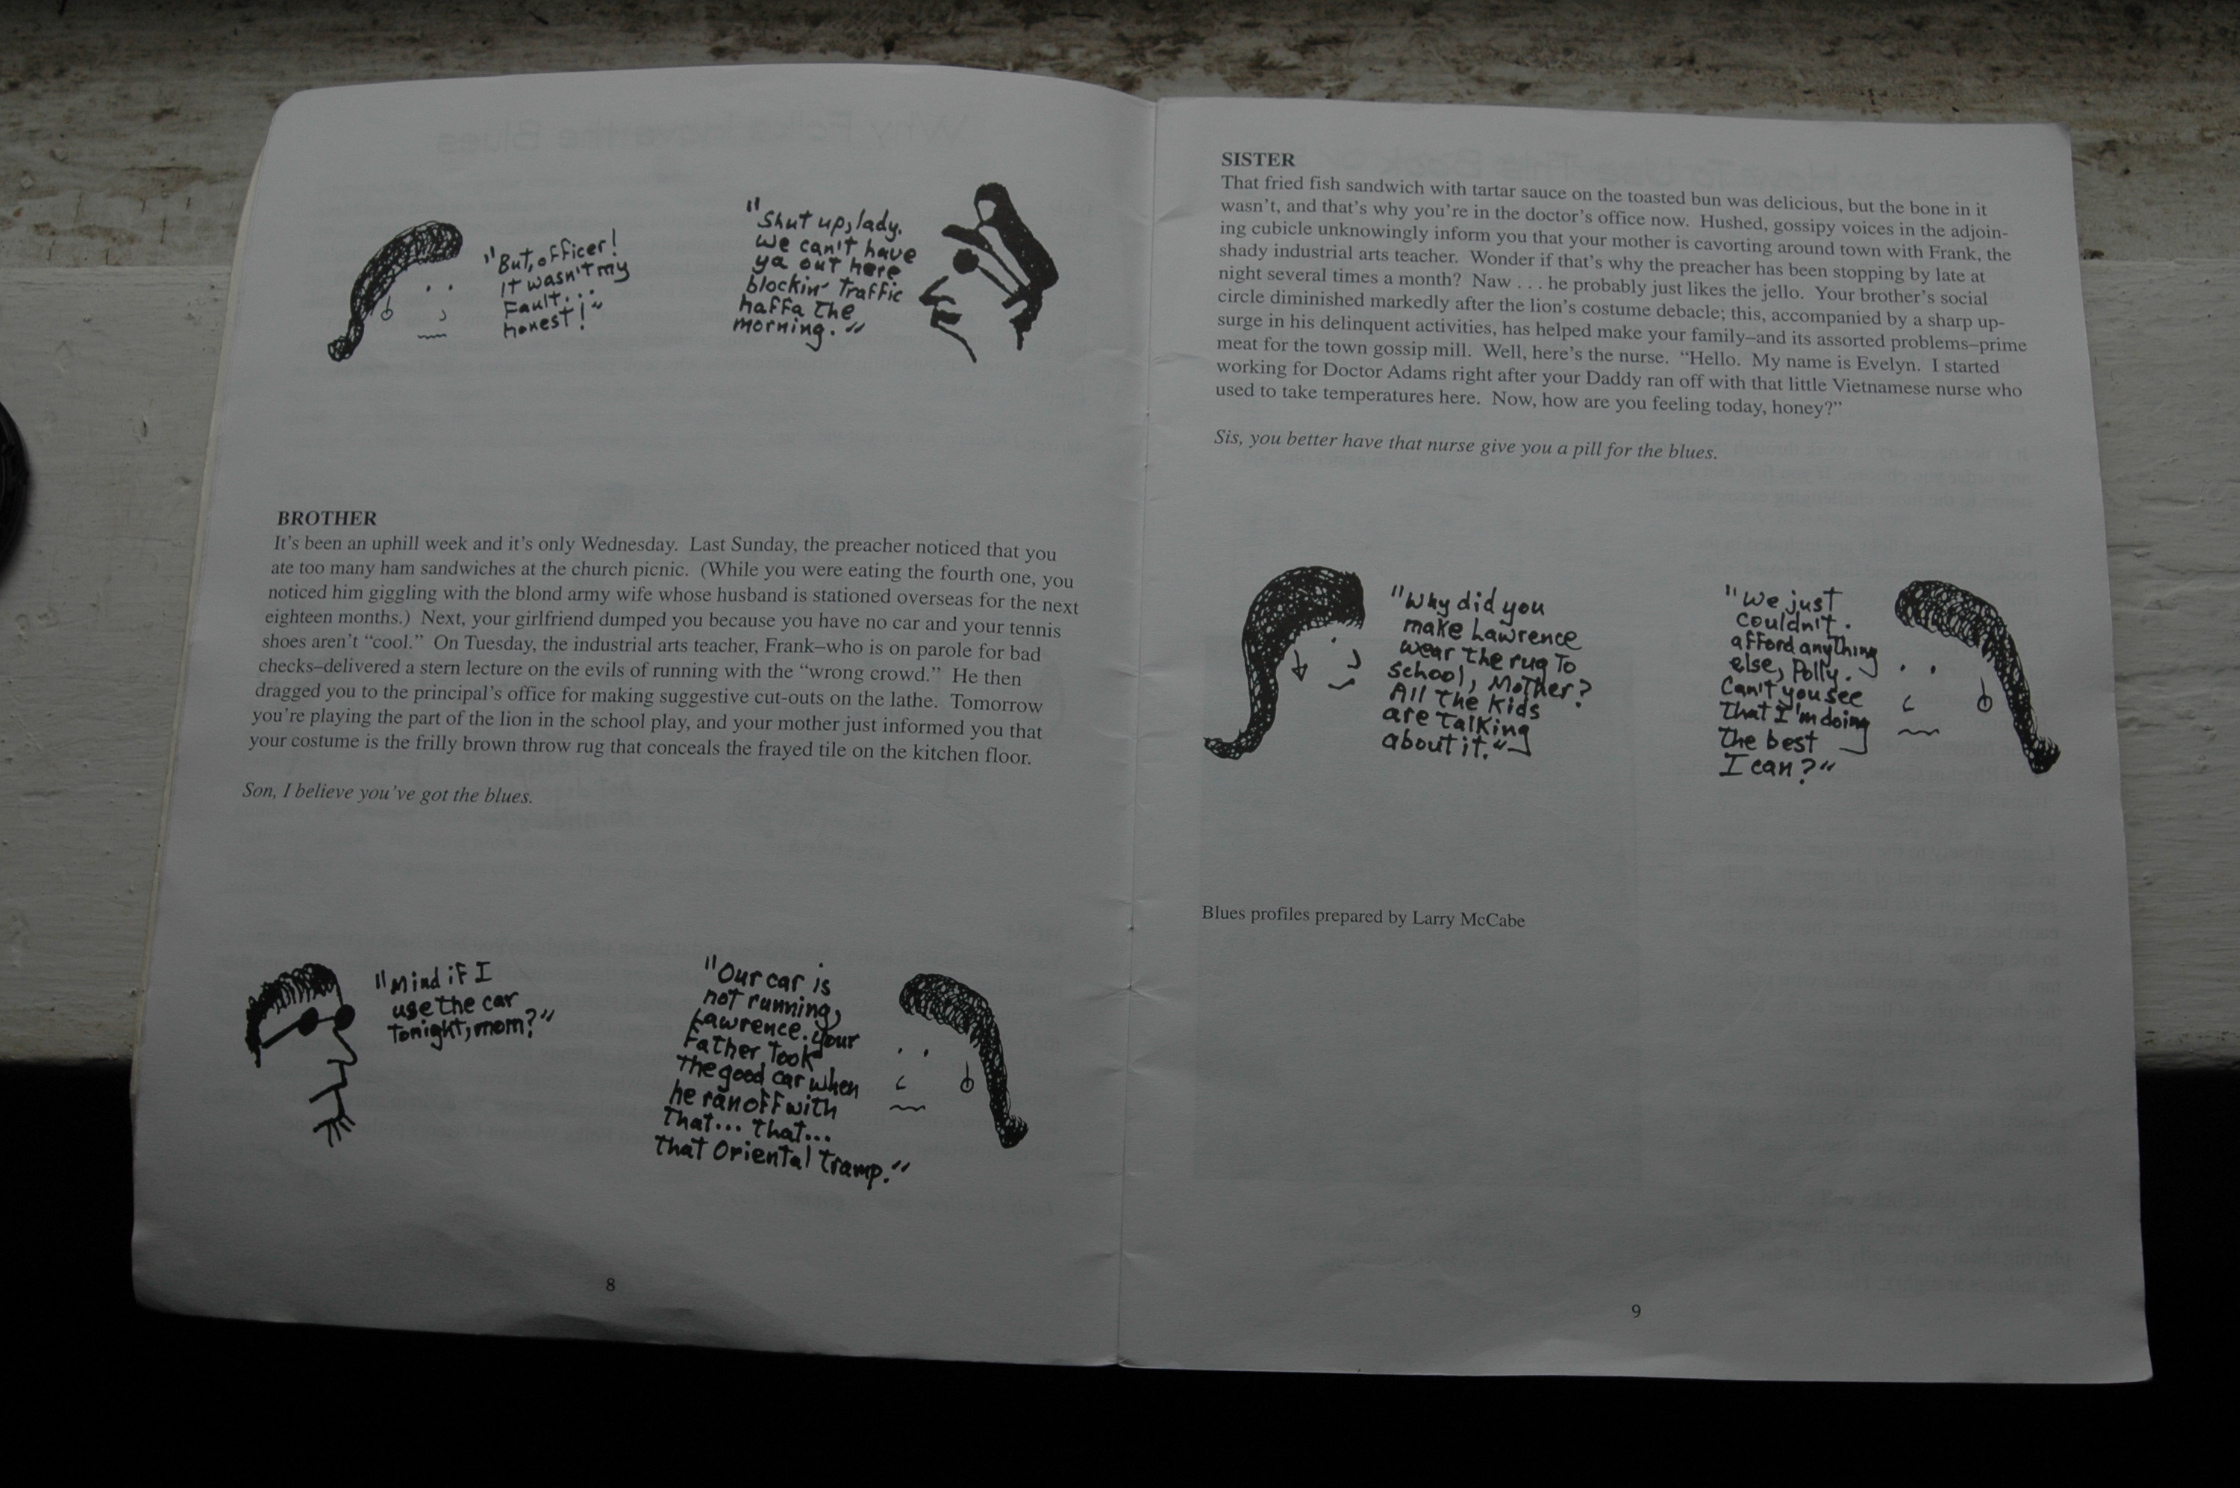 "But, officer!
It wasn't my
fault...
honest!"
"Shut up, lady.
We can't have
ya out here
blockin' traffic
haffa the
morning."
BROTHER
It's been an uphill week and it's only Wednesday. Last Sunday, the preacher noticed that you
ate too many ham sandwiches at the church picnic. (While you were eating the fourth one, you
noticed him giggling with the blond army wife whose husband is stationed overseas for the next
eighteen months.) Next, your girlfriend dumped you because you have no car and your tennis
shoes aren't "cool." On Tuesday, the industrial arts teacher, Frank–who is on parole for bad
checks–delivered a stern lecture on the evils of running with the "wrong crowd." He then
dragged you to the principal's office for making suggestive cut-outs on the lathe. Tomorrow
you're playing the part of the lion in the school play, and your mother just informed you that
your costume is the frilly brown throw rug that conceals the frayed tile on the kitchen floor.
Son, I believe you've got the blues.
"Mind if I
use the car
tonight, mom?"
"Our car is
not running,
Lawrence. Your
Father took
the good car when
he ran off with
that... that...
that Oriental tramp."
8
SISTER
That fried fish sandwich with tartar sauce on the toasted bun was delicious, but the bone in it
wasn't, and that's why you're in the doctor's office now. Hushed, gossipy voices in the adjoin-
ing cubicle unknowingly inform you that your mother is cavorting around town with Frank, the
shady industrial arts teacher. Wonder if that's why the preacher has been stopping by late at
night several times a month? Naw . . . he probably just likes the jello. Your brother's social
circle diminished markedly after the lion's costume debacle; this, accompanied by a sharp up-
surge in his delinquent activities, has helped make your family–and its assorted problems–prime
meat for the town gossip mill. Well, here's the nurse. "Hello. My name is Evelyn. I started
working for Doctor Adams right after your Daddy ran off with that little Vietnamese nurse who
used to take temperatures here. Now, how are you feeling today, honey?"
Sis, you better have that nurse give you a pill for the blues.
"Why did you
make Lawrence
wear the rug to
school, Mother?
All the kids
are talking
about it."
"We just
couldn't
afford anything
else, Polly.
Can't you see
that I'm doing
the best
I can?"
Blues profiles prepared by Larry McCabe
9